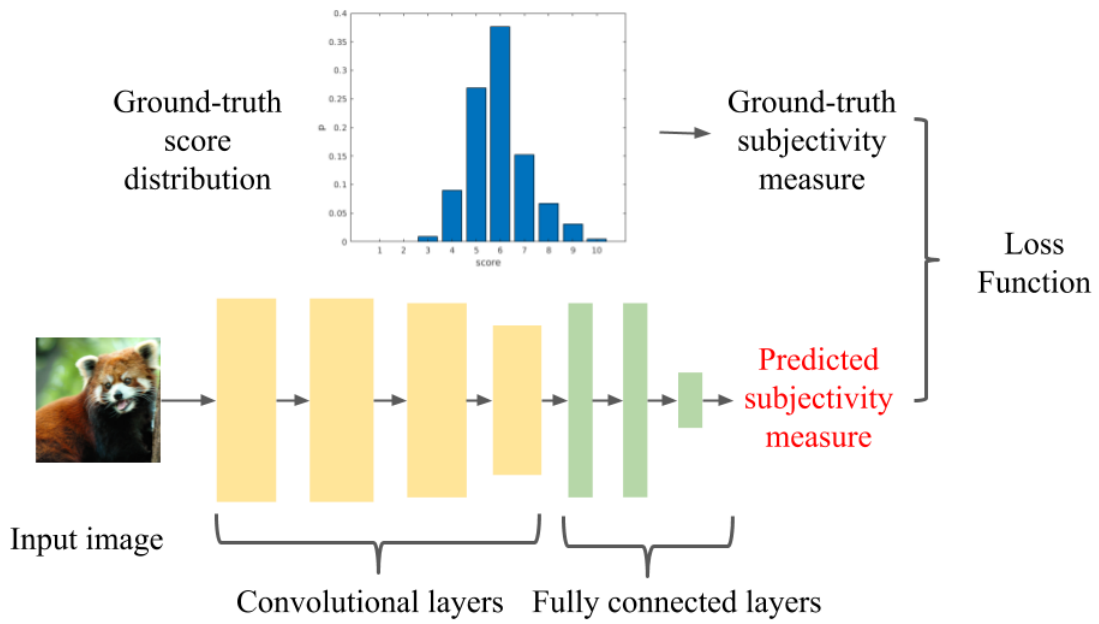 Ground-truth
score
distribution
0.4
0.35
0.3
0.25
0.2
0.15
0.1
0.05
0
p
1 2 3 4 5 6 7 8 9 10
score
Ground-truth
subjectivity
measure
Loss
Function
Predicted
subjectivity
measure
Input image
Convolutional layers
Fully connected layers